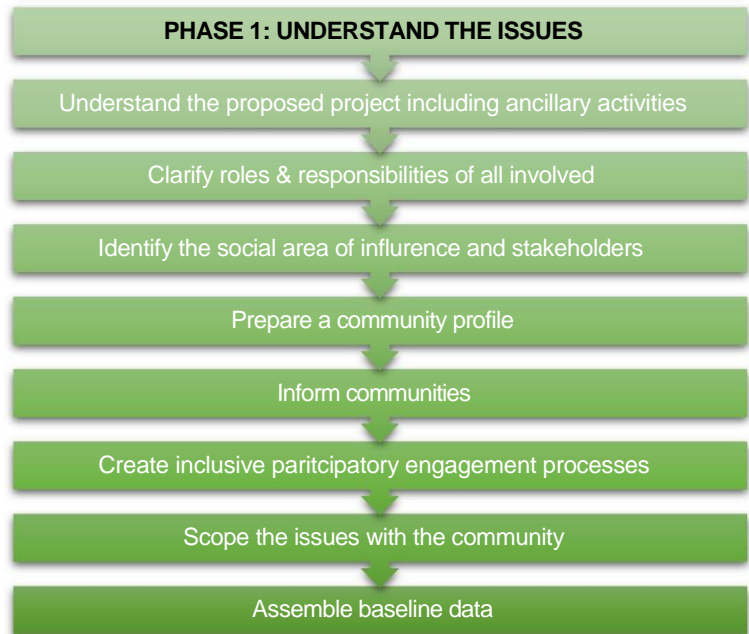 PHASE 1: UNDERSTAND THE ISSUES
Understand the proposed project including ancillary activities
Clarify roles & responsibilities of all involved
Identify the social area of influrence and stakeholders
Prepare a community profile
Inform communities
Create inclusive paritcipatory engagement processes
Scope the issues with the community
Assemble baseline data